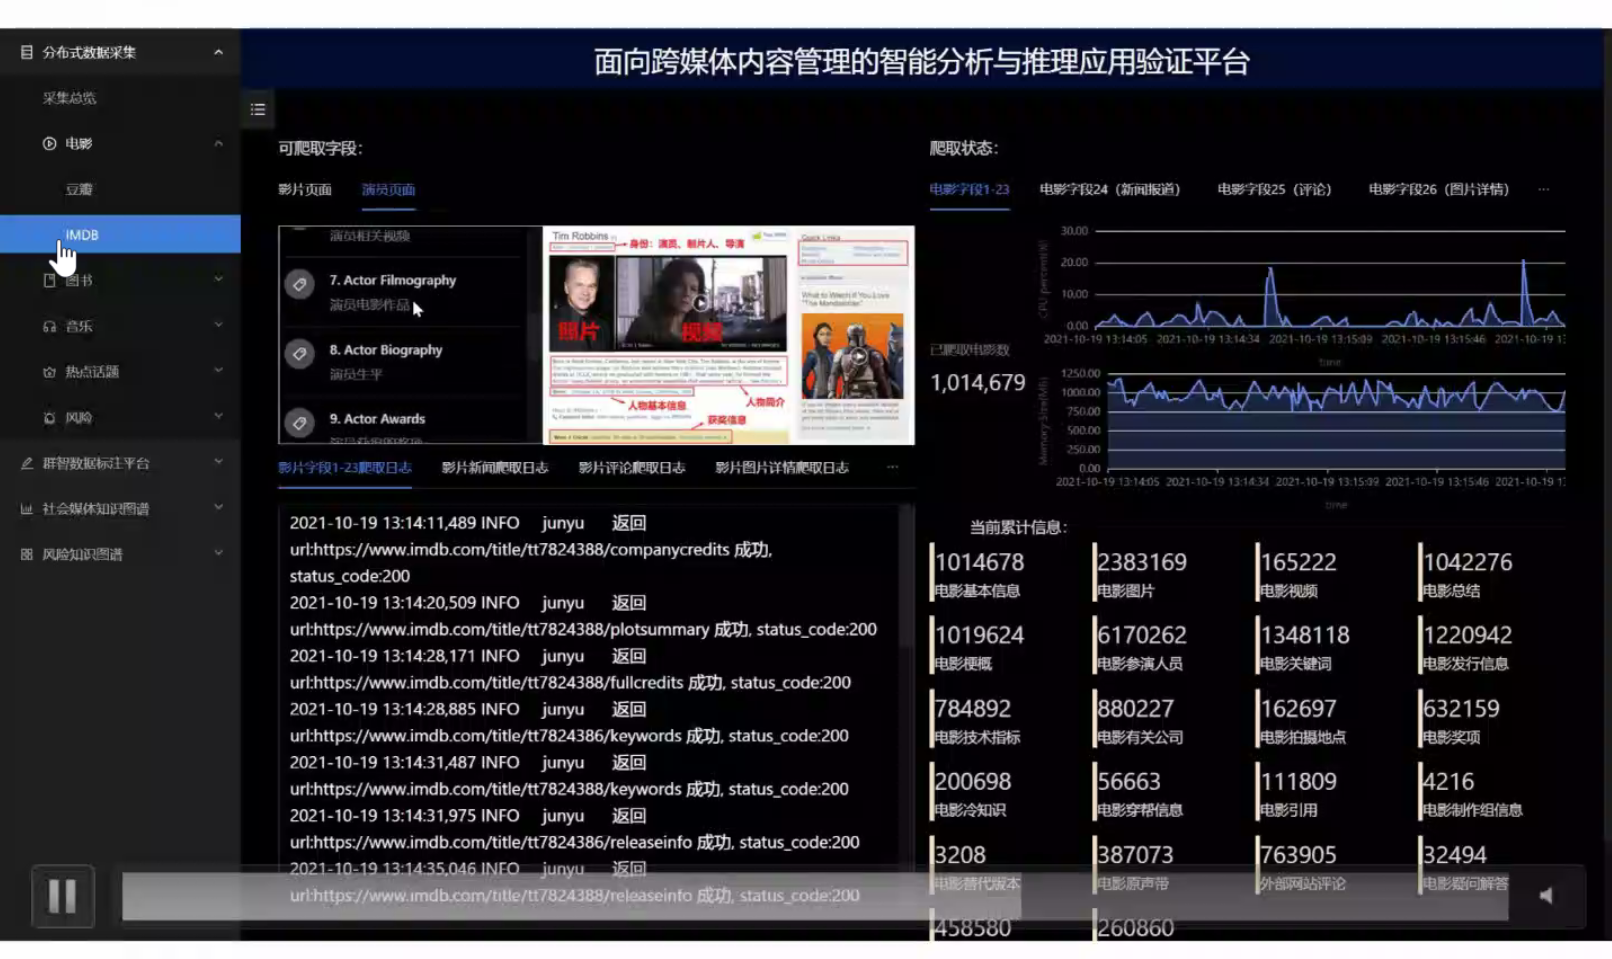 面向跨媒体内容管理的智能分析与推理应用验证平台
分布式数据采集
采集总览
电影
豆瓣
IMDB
图书
音乐
热点话题
风险
群智数据标注平台
社会媒体知识图谱
风险知识图谱
可爬取字段:
影片页面 演员页面
演员相关视频
7. Actor Filmography
演员电影作品
8. Actor Biography
演员生平
9. Actor Awards
Tim Robbins
身份：演员、制片人、导演
照片 视频
人物基本信息
人物简介
获奖信息
Quick Links
What to Watch if You Love
"The Mandalorian"
影片字段1-23爬取日志 影片新闻爬取日志 影片评论爬取日志 影片图片详情爬取日志 ...
2021-10-19 13:14:11,489 INFO junyu 返回
url:https://www.imdb.com/title/tt7824388/companycredits 成功,
status_code:200
2021-10-19 13:14:20,509 INFO junyu 返回
url:https://www.imdb.com/title/tt7824388/plotsummary 成功, status_code:200
2021-10-19 13:14:28,171 INFO junyu 返回
url:https://www.imdb.com/title/tt7824388/fullcredits 成功, status_code:200
2021-10-19 13:14:28,885 INFO junyu 返回
url:https://www.imdb.com/title/tt7824386/keywords 成功, status_code:200
2021-10-19 13:14:31,487 INFO junyu 返回
url:https://www.imdb.com/title/tt7824388/keywords 成功, status_code:200
2021-10-19 13:14:31,975 INFO junyu 返回
url:https://www.imdb.com/title/tt7824386/releaseinfo 成功, status_code:200
2021-10-19 13:14:35,046 INFO junyu 返回
url:https://www.imdb.com/title/tt7824388/releaseinfo 成功, status_code:200
爬取状态:
电影字段1-23 电影字段24（新闻报道） 电影字段25（评论） 电影字段26（图片详情） ...
已爬取电影数
1,014,679
CPU percent(%)
30.00
20.00
10.00
0.00
2021-10-19 13:14:05 2021-10-19 13:14:34 2021-10-19 13:15:09 2021-10-19 13:15:46 2021-10-19 13
time
Memory Size(Mb)
1250.00
1000.00
750.00
500.00
250.00
0.00
2021-10-19 13:14:05 2021-10-19 13:14:34 2021-10-19 13:15:09 2021-10-19 13:15:46 2021-10-19 13
time
当前累计信息:
1014678 2383169 165222 1042276
电影基本信息 电影图片 电影视频 电影总结
1019624 6170262 1348118 1220942
电影梗概 电影参演人员 电影关键词 电影发行信息
784892 880227 162697 632159
电影技术指标 电影有关公司 电影拍摄地点 电影奖项
200698 56663 111809 4216
电影冷知识 电影穿帮信息 电影引用 电影制作组信息
3208 387073 763905 32494
电影替代版本 电影原声带 外部网站评论 电影疑问解答
458580 260860